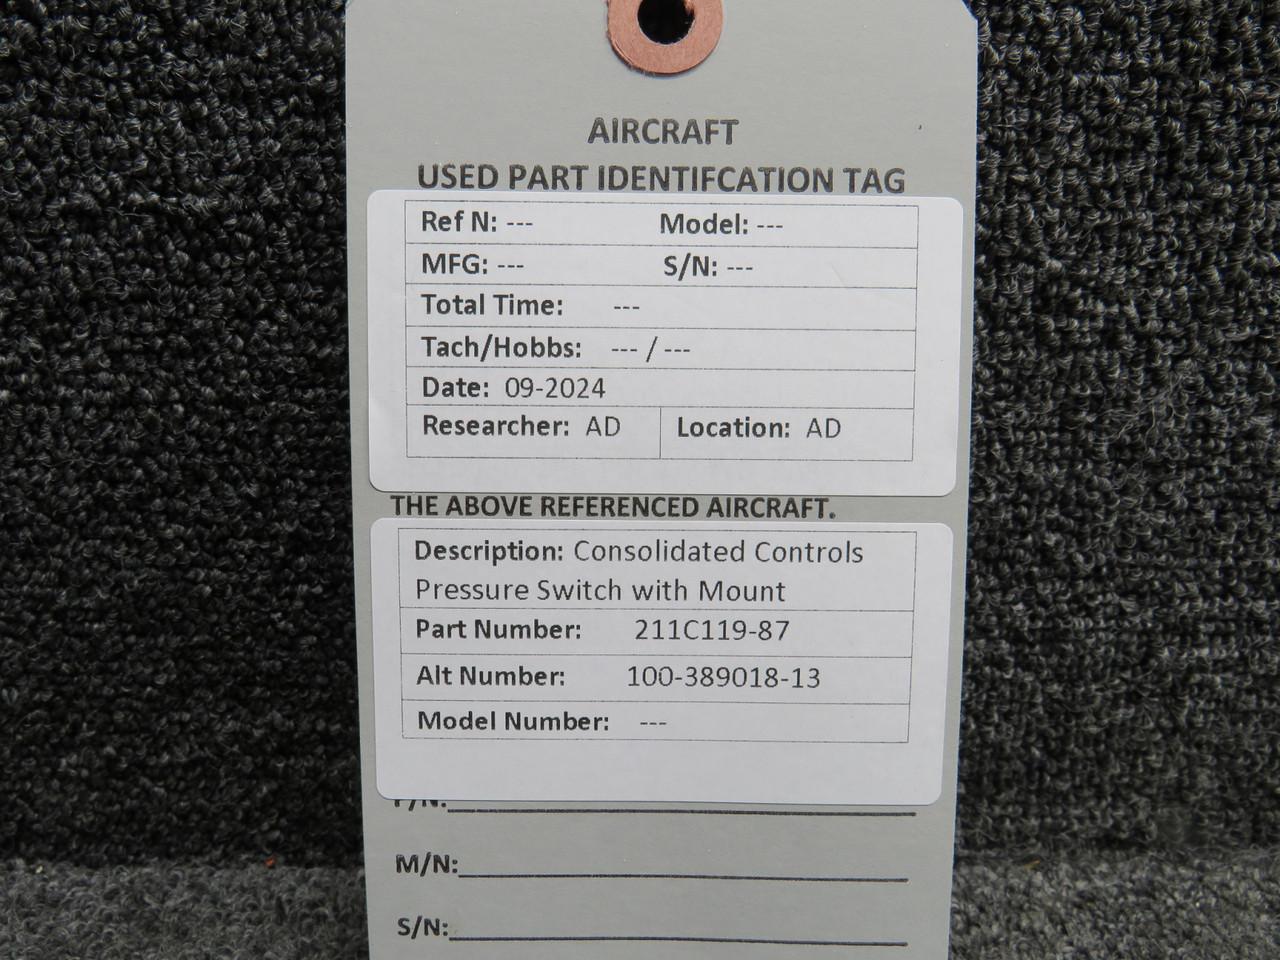 AIRCRAFT
USED PART IDENTIFCATION TAG
Ref N: --- Model: ---
MFG: --- S/N: ---
Total Time: ---
Tach/Hobbs: --- / ---
Date: 09-2024
Researcher: AD Location: AD
THE ABOVE REFERENCED AIRCRAFT.
Description: Consolidated Controls
Pressure Switch with Mount
Part Number: 211C119-87
Alt Number: 100-389018-13
Model Number: ---
P/N:
M/N:
S/N: